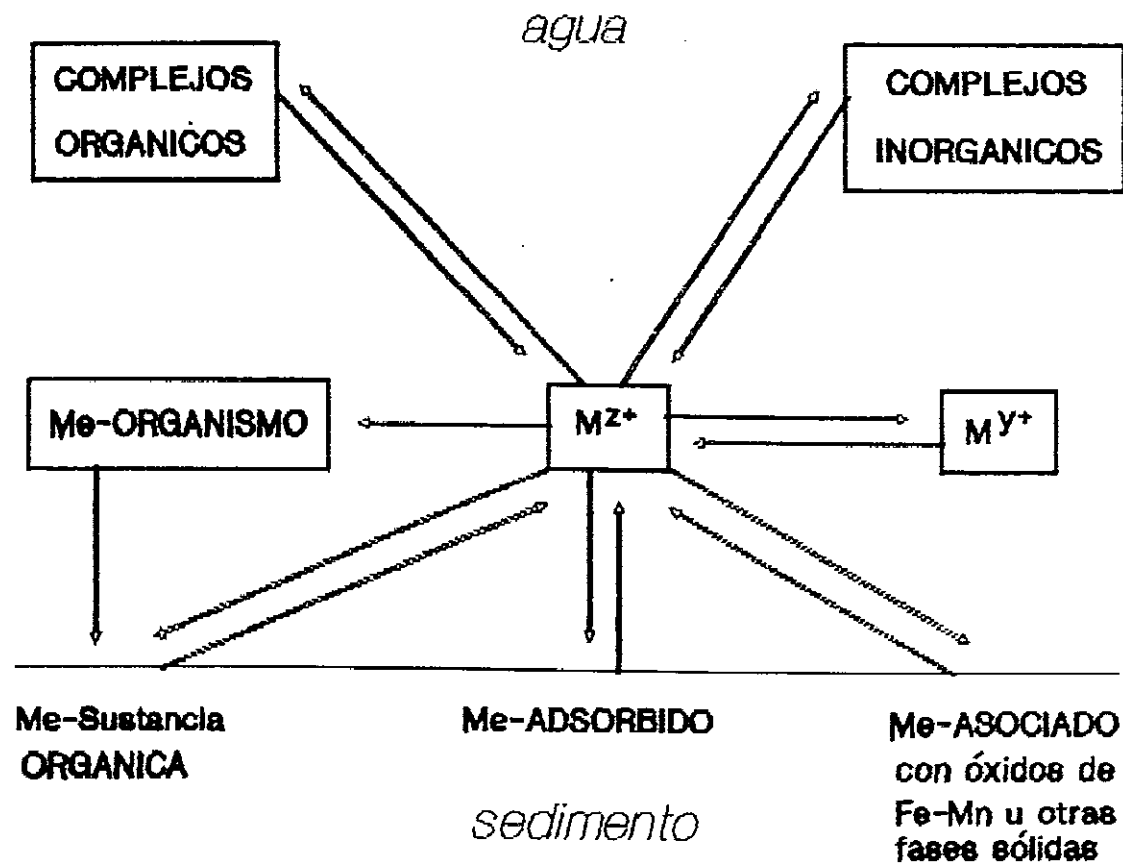 agua
COMPLEJOS
ORGANICOS
COMPLEJOS
INORGANICOS
Me-ORGANISMO
M^z+
M^y+
Me-Sustancia
ORGANICA
Me-ADSORBIDO
Me-ASOCIADO
con óxidos de
Fe-Mn u otras
fases sólidas
sedimento